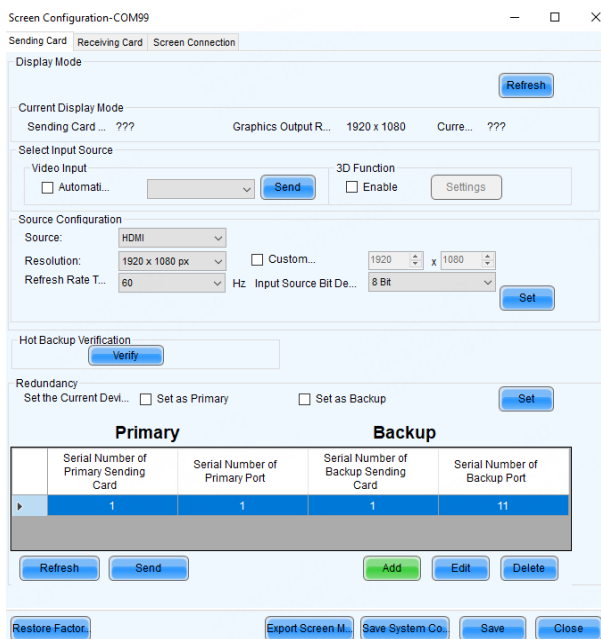 Screen Configuration-COM99
Sending Card Receiving Card Screen Connection
Display Mode
Refresh
Current Display Mode
Sending Card ... ??? Graphics Output R... 1920 x 1080 Curre... ???
Select Input Source
Video Input 3D Function
Automati... Send Enable Settings
Source Configuration
Source: HDMI
Resolution: 1920 x 1080 px Custom... 1920 x 1080
Refresh Rate T... 60 Hz Input Source Bit De... 8 Bit
Set
Hot Backup Verification
Verify
Redundancy
Set the Current Devi... Set as Primary Set as Backup Set
Primary Backup
Serial Number of Primary Sending Card Serial Number of Primary Port Serial Number of Backup Sending Card Serial Number of Backup Port
1 1 1 11
Refresh Send Add Edit Delete
Restore Factor... Export Screen M... Save System Co... Save Close